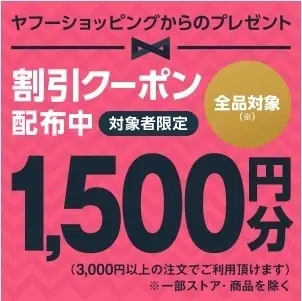 ヤフーショッピングからのプレゼント
割引クーポン
配布中 対象者限定
全品対象
(※)
1,500円分
(3,000円以上の注文でご利用頂けます)
※一部ストア・商品を除く